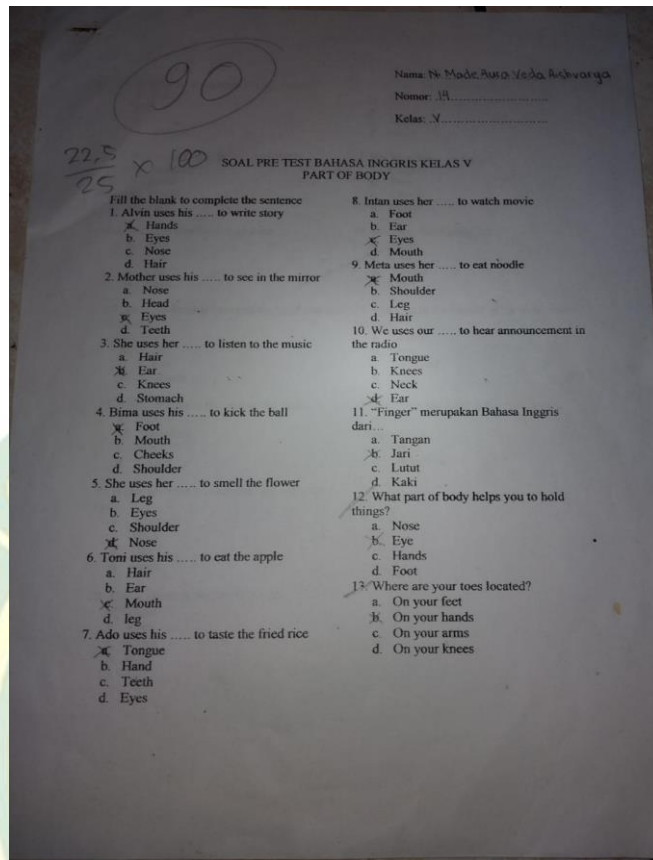 90
Nama: Ni Made Aura Veda Aishvarya
Nomor: 19
Kelas: V
22,5
25
x 100
SOAL PRE TEST BAHASA INGGRIS KELAS V
PART OF BODY
Fill the blank to complete the sentence
1. Alvin uses his ..... to write story
a. Hands
b. Eyes
c. Nose
d. Hair
2. Mother uses his ..... to see in the mirror
a. Nose
b. Head
c. Eyes
d. Teeth
3. She uses her ..... to listen to the music
a. Hair
b. Ear
c. Knees
d. Stomach
4. Bima uses his ..... to kick the ball
a. Foot
b. Mouth
c. Cheeks
d. Shoulder
5. She uses her ..... to smell the flower
a. Leg
b. Eyes
c. Shoulder
d. Nose
6. Toni uses his ..... to eat the apple
a. Hair
b. Ear
c. Mouth
d. leg
7. Ado uses his ..... to taste the fried rice
a. Tongue
b. Hand
c. Teeth
d. Eyes
8. Intan uses her ..... to watch movie
a. Foot
b. Ear
c. Eyes
d. Mouth
9. Meta uses her ..... to eat noodle
a. Mouth
b. Shoulder
c. Leg
d. Hair
10. We uses our ..... to hear announcement in
the radio
a. Tongue
b. Knees
c. Neck
d. Ear
11. “Finger” merupakan Bahasa Inggris
dari…
a. Tangan
b. Jari
c. Lutut
d. Kaki
12. What part of body helps you to hold
things?
a. Nose
b. Eye
c. Hands
d. Foot
13. Where are your toes located?
a. On your feet
b. On your hands
c. On your arms
d. On your knees